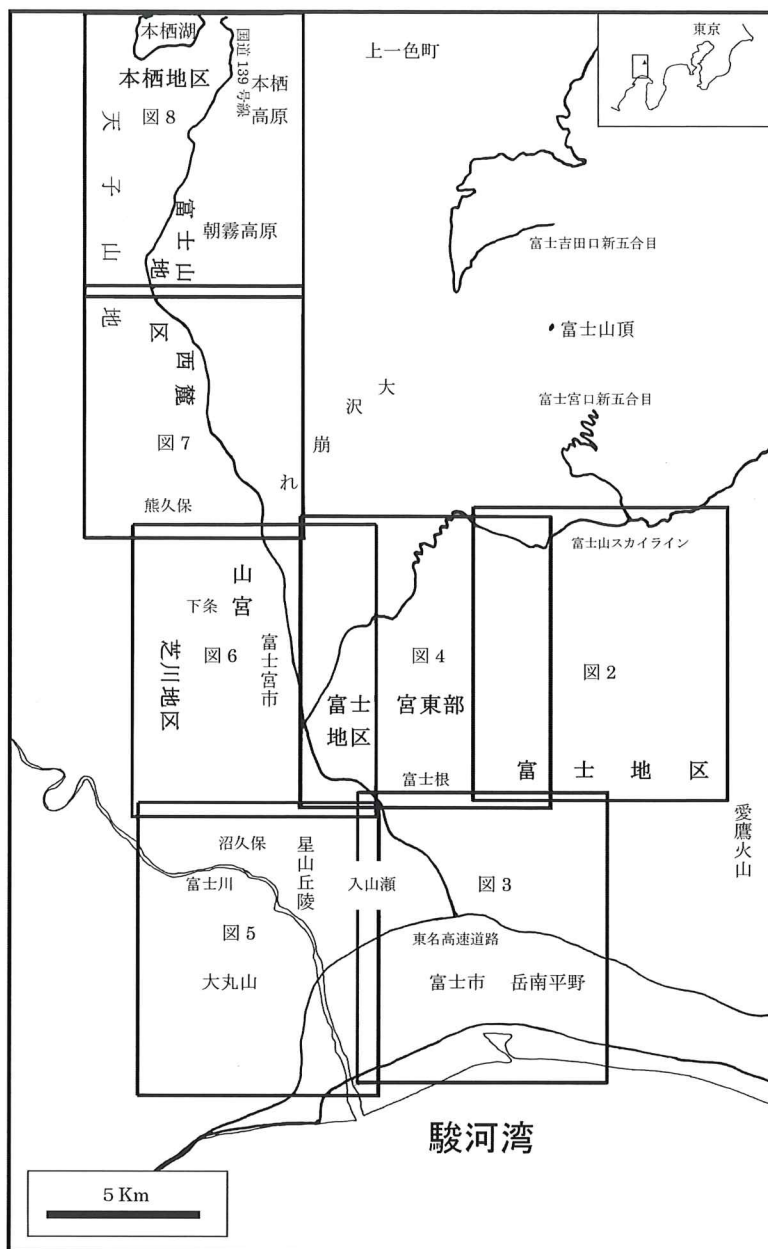 本栖湖
国道139号線
上一色町
東京
本栖地区
本栖
高原
図8
天子山地
富士山
朝霧高原
富士吉田口新五合目
富士山頂
地区
西麓
大沢崩れ
富士宮口新五合目
図7
熊久保
富士山スカイライン
山宮
下条
芝川地区
図6
富士宮市
図4
図2
富士
地区
宮東部
富士根
富士地区
愛鷹火山
沼久保
星山丘陵
富士川
入山瀬
図3
図5
東名高速道路
大丸山
富士市
岳南平野
駿河湾
5 Km